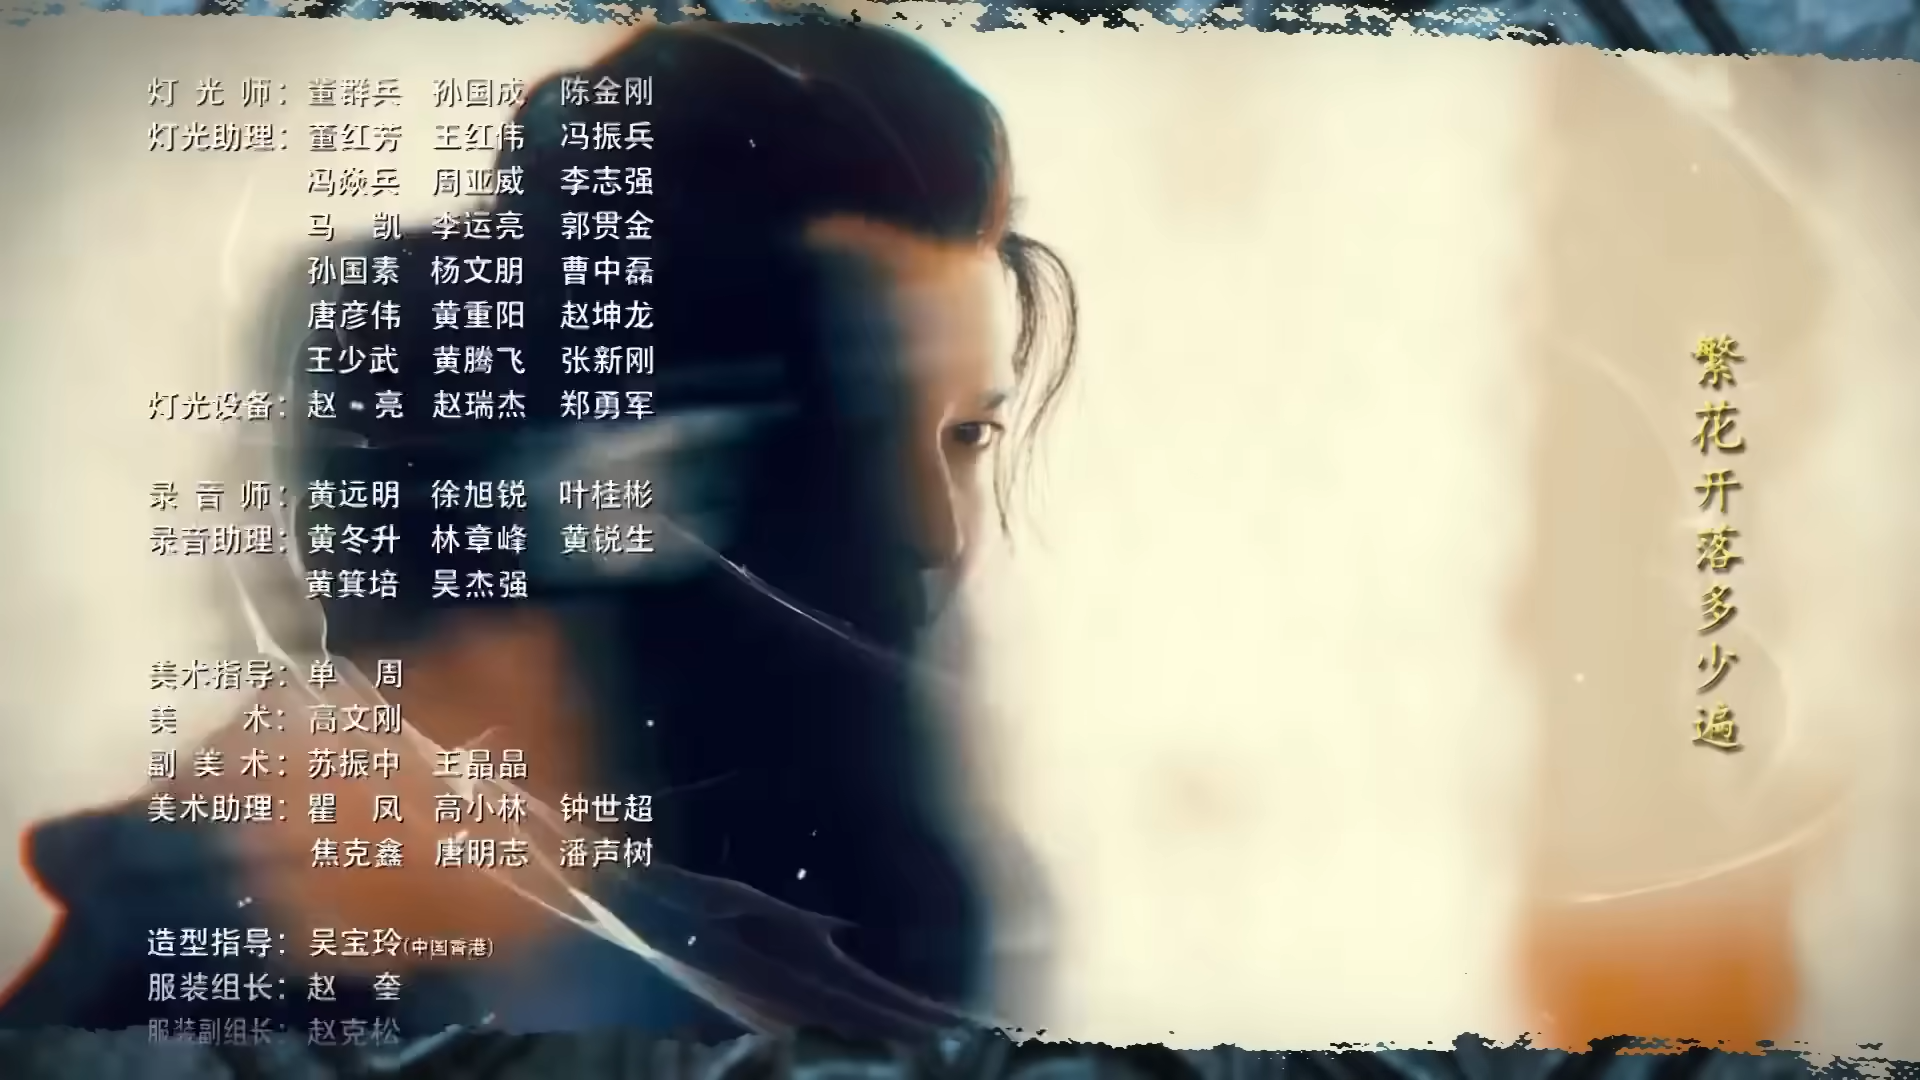 灯光师：董群兵 孙国成 陈金刚
灯光助理：董红芳 王红伟 冯振兵
冯焱兵 周亚威 李志强
马凯 李运亮 郭贯金
孙国素 杨文朋 曹中磊
唐彦伟 黄重阳 赵坤龙
王少武 黄腾飞 张新刚
灯光设备：赵亮 赵瑞杰 郑勇军
录音师：黄远明 徐旭锐 叶桂彬
录音助理：黄冬升 林章峰 黄锐生
黄箕培 吴杰强
美术指导：单周
美术：高文刚
副美术：苏振中 王晶晶
美术助理：瞿凤 高小林 钟世超
焦克鑫 唐明志 潘声树
造型指导：吴宝玲(中国香港)
服装组长：赵奎
服装副组长：赵克松
繁花开落多少遍